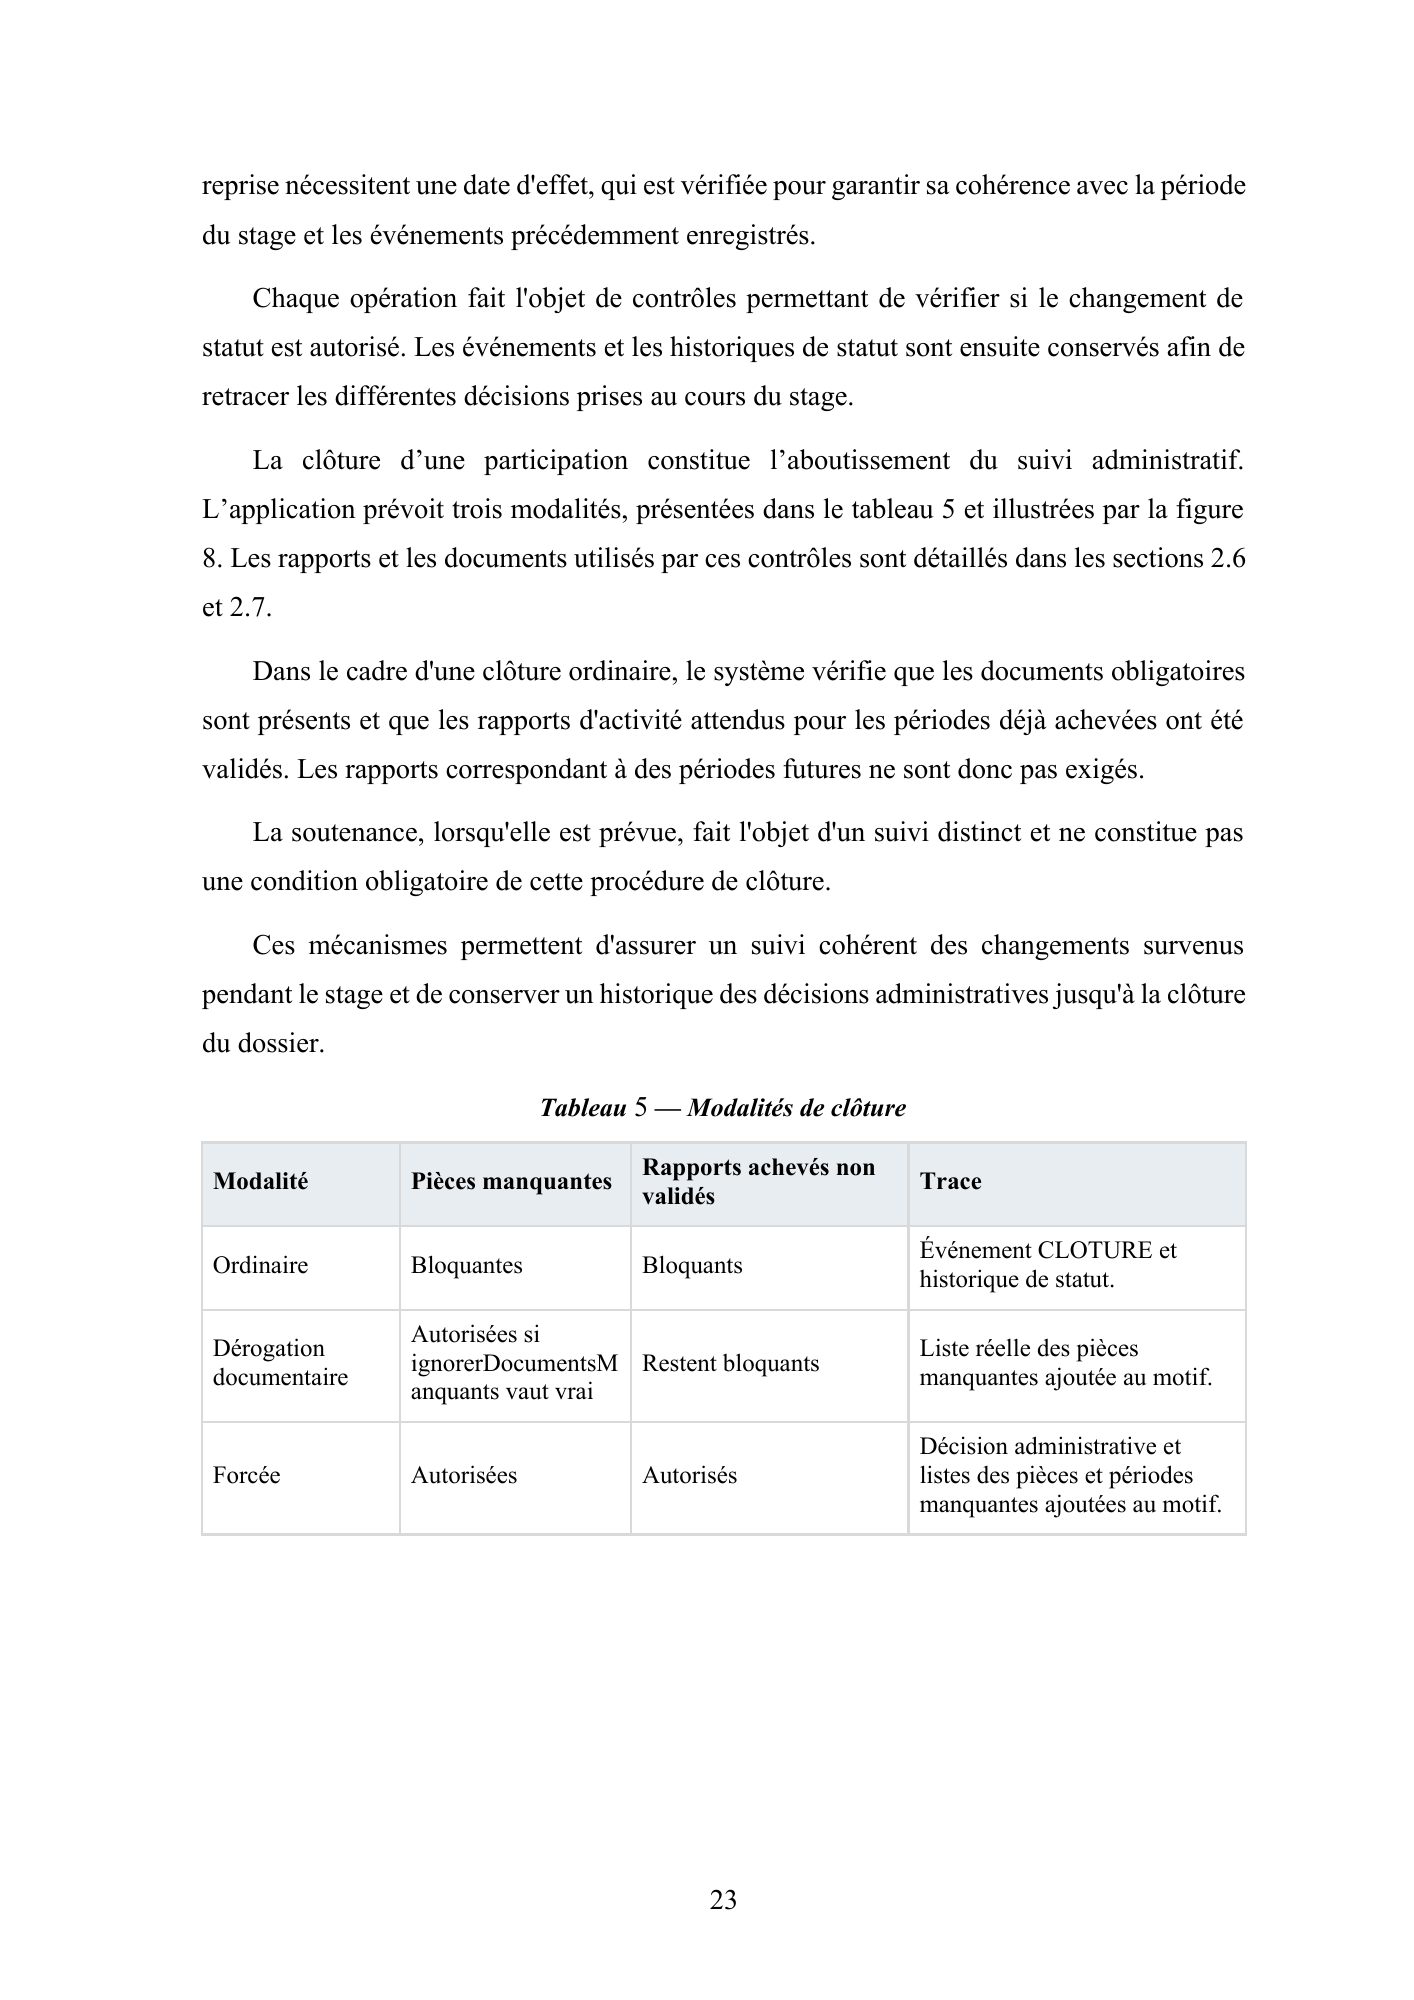 reprise nécessitent une date d'effet, qui est vérifiée pour garantir sa cohérence avec la période
du stage et les événements précédemment enregistrés.
Chaque opération fait l'objet de contrôles permettant de vérifier si le changement de
statut est autorisé. Les événements et les historiques de statut sont ensuite conservés afin de
retracer les différentes décisions prises au cours du stage.
La clôture d’une participation constitue l’aboutissement du suivi administratif.
L’application prévoit trois modalités, présentées dans le tableau 5 et illustrées par la figure
8. Les rapports et les documents utilisés par ces contrôles sont détaillés dans les sections 2.6
et 2.7.
Dans le cadre d'une clôture ordinaire, le système vérifie que les documents obligatoires
sont présents et que les rapports d'activité attendus pour les périodes déjà achevées ont été
validés. Les rapports correspondant à des périodes futures ne sont donc pas exigés.
La soutenance, lorsqu'elle est prévue, fait l'objet d'un suivi distinct et ne constitue pas
une condition obligatoire de cette procédure de clôture.
Ces mécanismes permettent d'assurer un suivi cohérent des changements survenus
pendant le stage et de conserver un historique des décisions administratives jusqu'à la clôture
du dossier.
Tableau 5 — Modalités de clôture
Modalité
Pièces manquantes
Rapports achevés non
validés
Trace
Ordinaire
Bloquantes
Bloquants
Événement CLOTURE et
historique de statut.
Dérogation
documentaire
Autorisées si
ignorerDocumentsM
anquants vaut vrai
Restent bloquants
Liste réelle des pièces
manquantes ajoutée au motif.
Forcée
Autorisées
Autorisés
Décision administrative et
listes des pièces et périodes
manquantes ajoutées au motif.
23